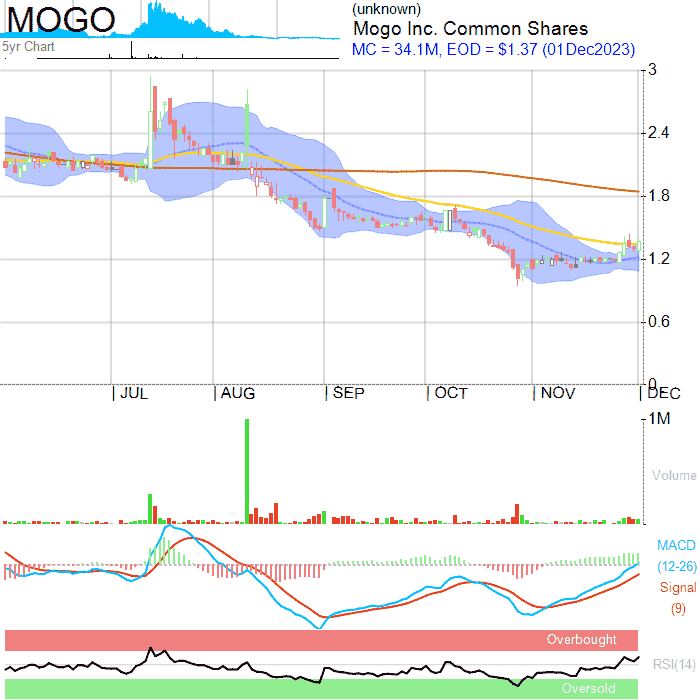 MOGO
5yr Chart
(unknown)
Mogo Inc. Common Shares
MC = 34.1M, EOD = $1.37 (01Dec2023)
3
2.4
1.8
1.2
0.6
0
JUL AUG SEP OCT NOV DEC
1M
Volume
MACD
(12-26)
Signal
(9)
Overbought
RSI(14)
Oversold